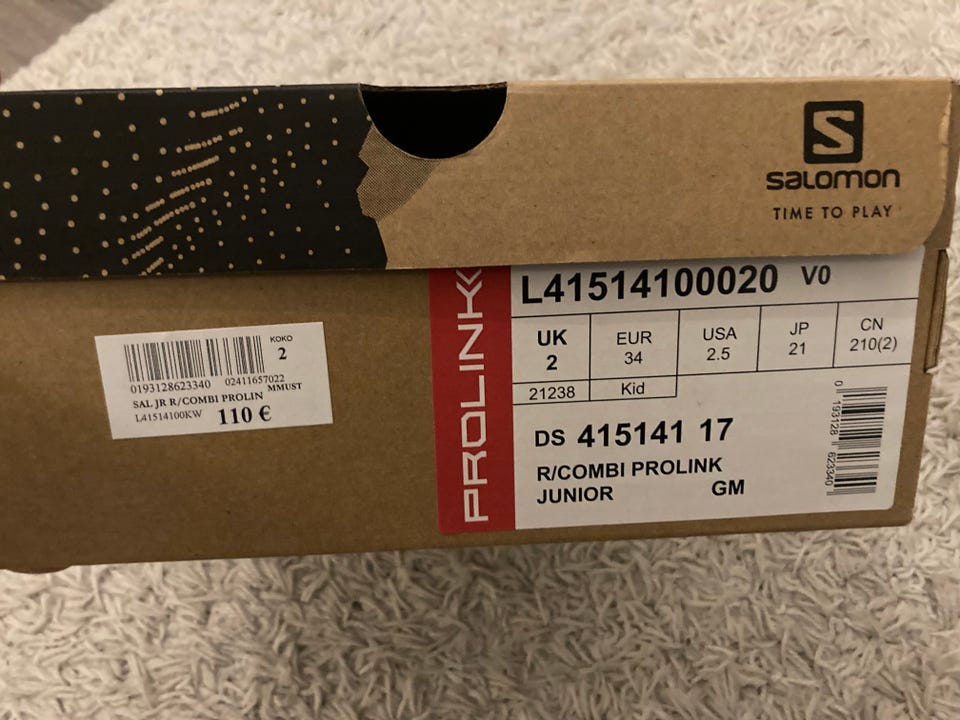 S
salomon
TIME TO PLAY
KOKO
2
0193128623340 02411657022
MMUST
SAL JR R/COMBI PROLIN
L41514100KW 110 €
PROLINK
L41514100020 V0
UK EUR USA JP CN
2 34 2.5 21 210(2)
21238 Kid
DS 415141 17
R/COMBI PROLINK
JUNIOR GM
0 193128 623340